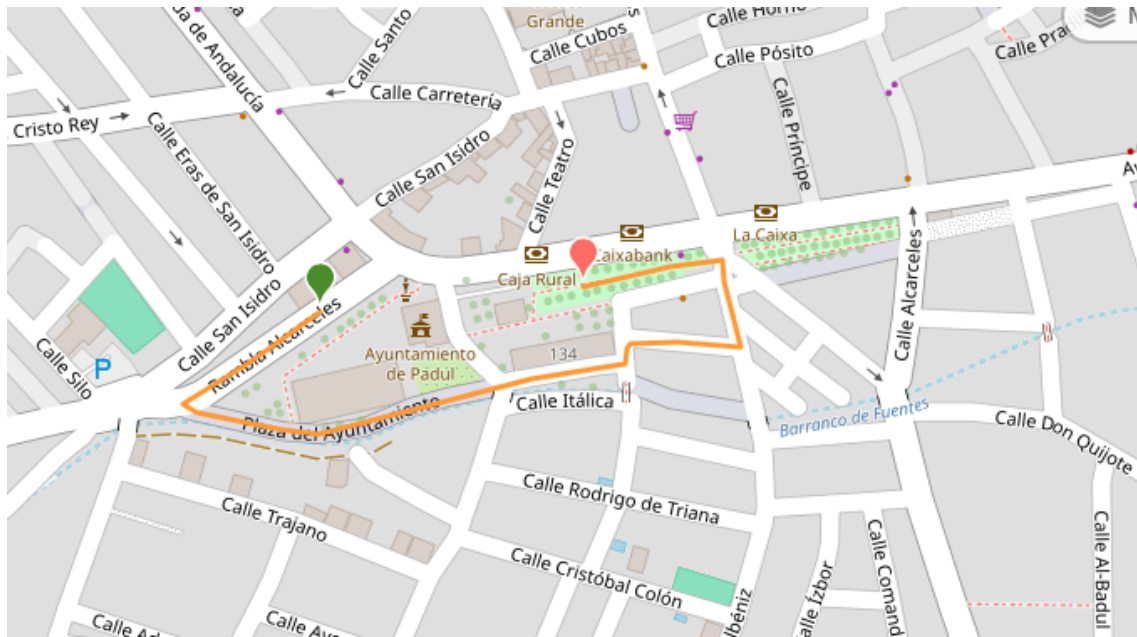 Grande
Calle Cubos
Calle Horno
Calle Santo
Calle Pósito
Calle Carretería
Cristo Rey
Calle Eras de San Isidro
Calle San Isidro
Calle Teatro
Calle Príncipe
La Caixa
Caixabank
Caja Rural
Calle San Isidro
Rambla Alcarceles
Calle Alcarceles
Calle Silo
P
Ayuntamiento
de Padul
134
Plaza del Ayuntamiento
Calle Itálica
Barranco de Fuentes
Calle Don Quijote
Calle Rodrigo de Triana
Calle Trajano
Calle Cristóbal Colón
Calle Ízbor
Calle Comand
Calle Al-Badul